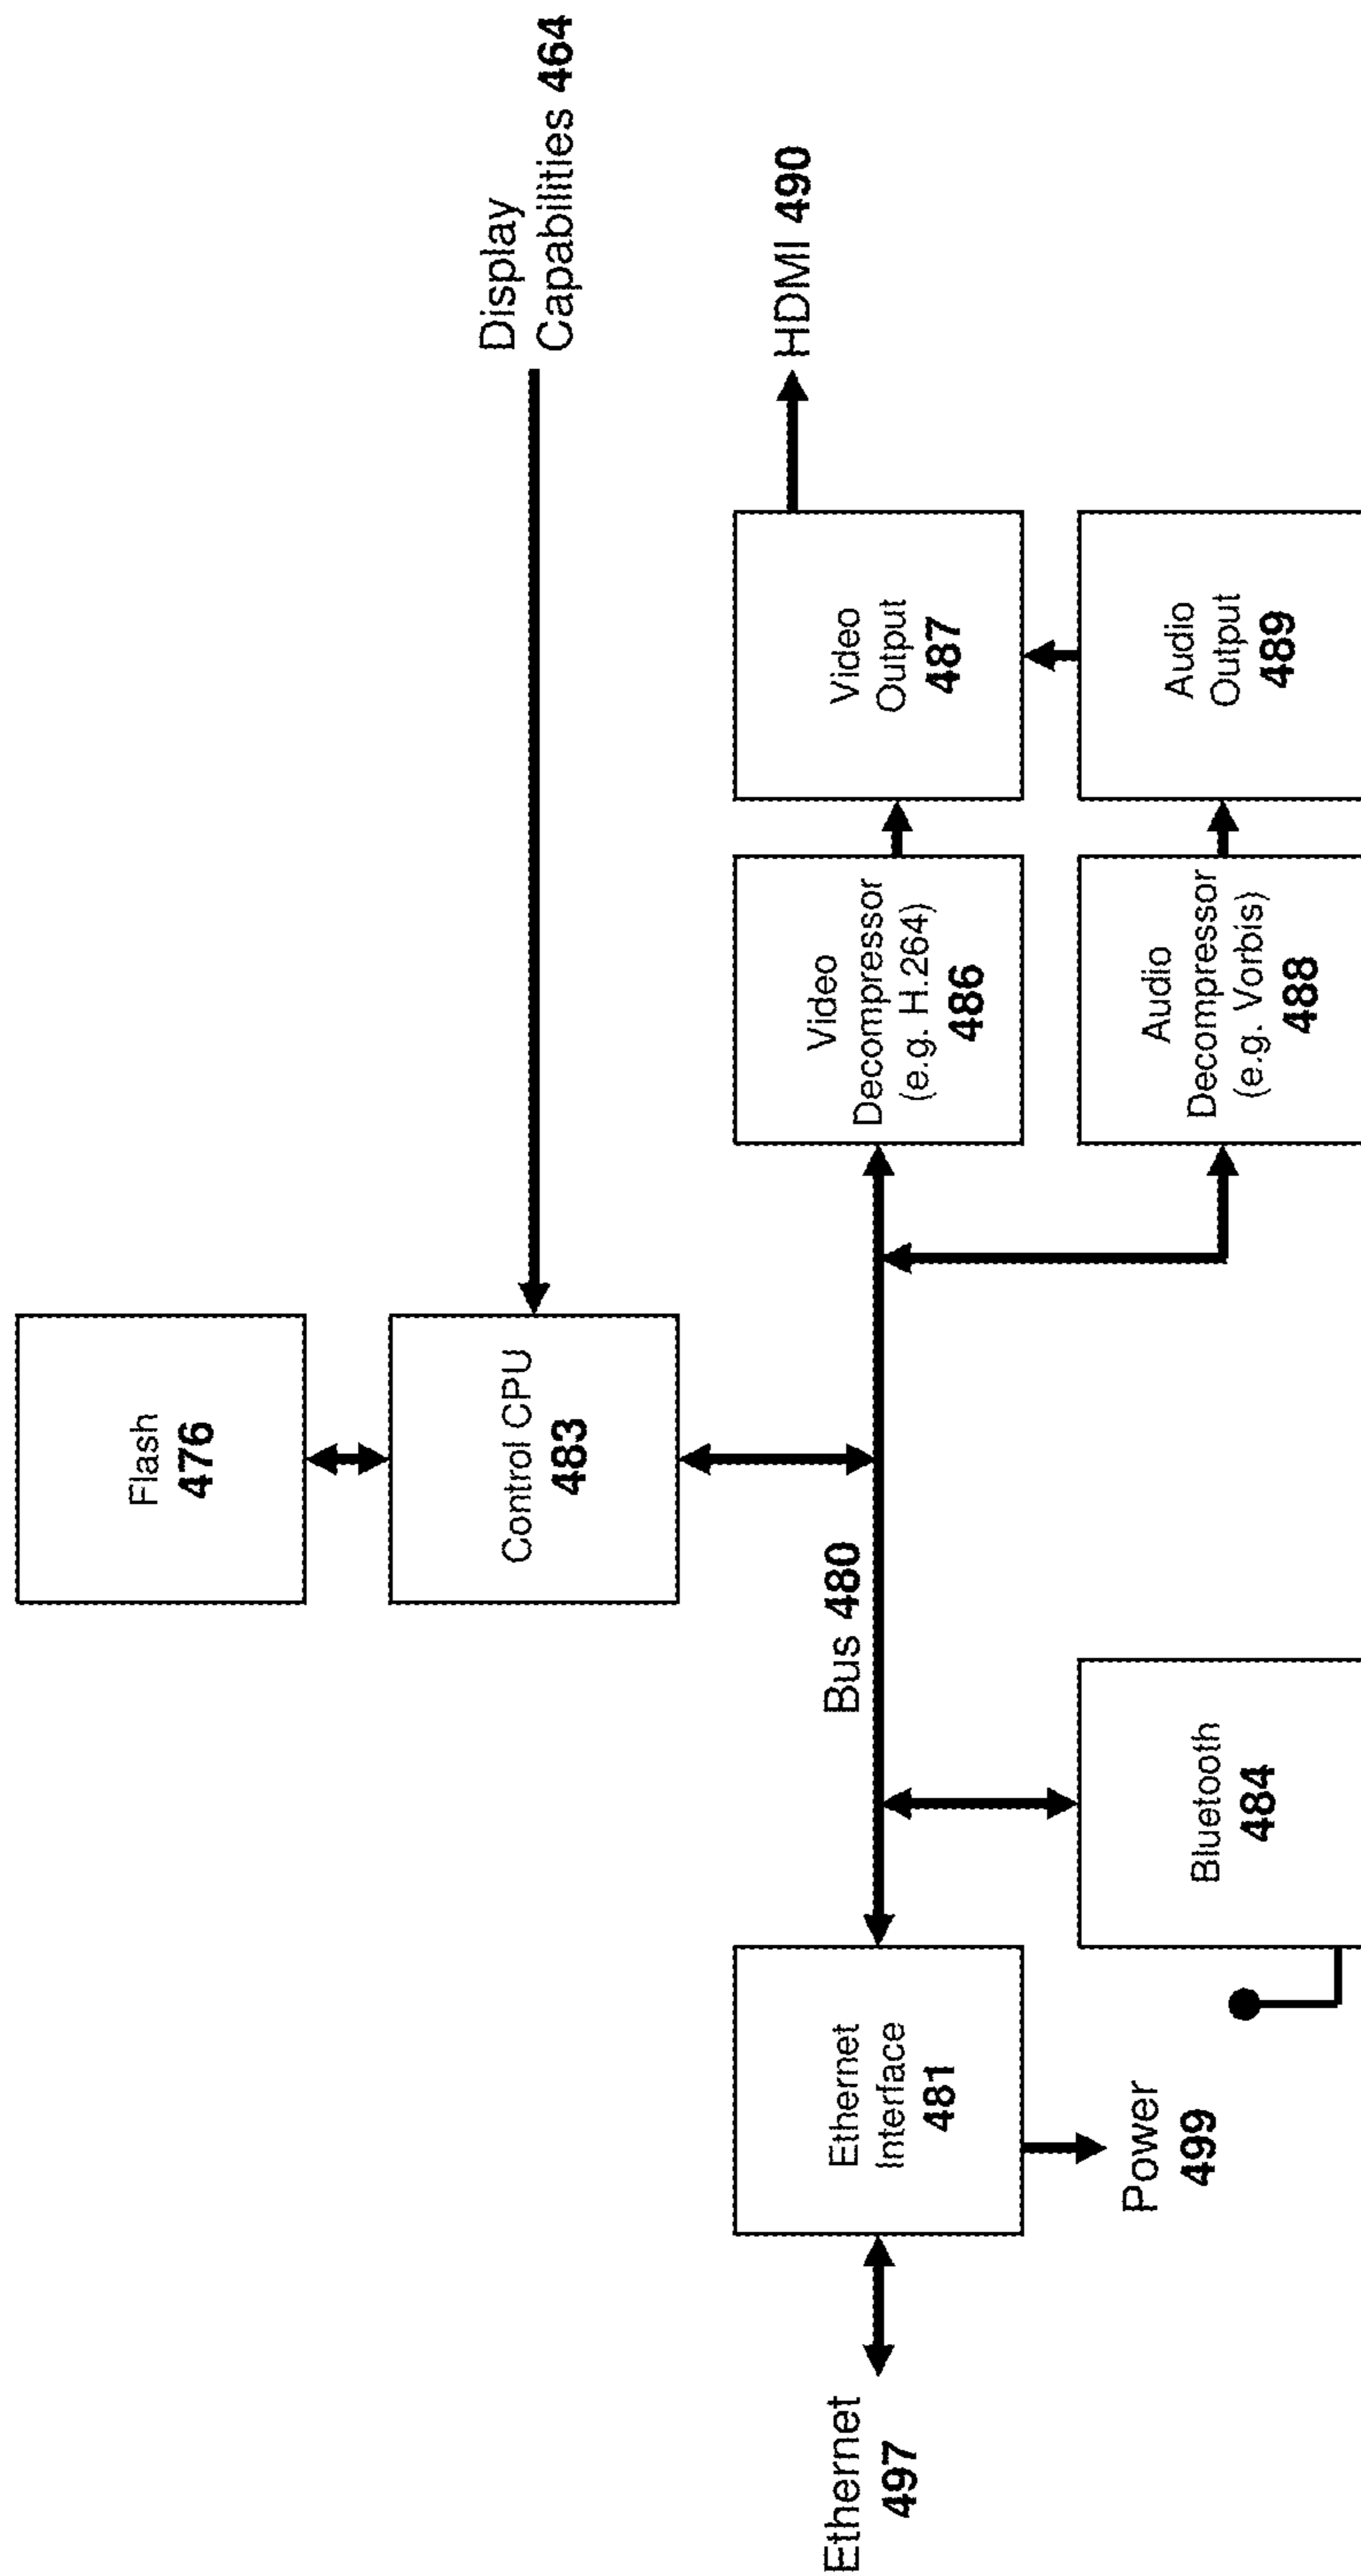 Flash
476
Display
Capabilities 464
Control CPU
483
Bus 480
HDMI 490
Ethernet
497
Ethernet
Interface
481
Video
Decompressor
(e.g. H.264)
486
Video
Output
487
Power
499
Bluetooth
484
Audio
Decompressor
(e.g. Vorbis)
488
Audio
Output
489